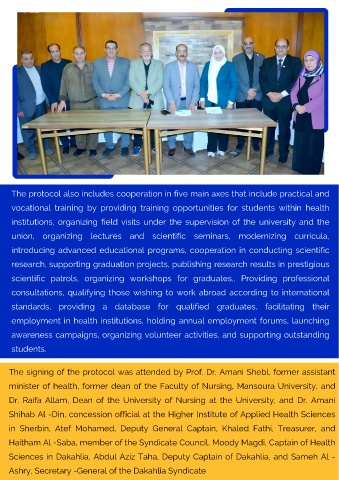 The protocol also includes cooperation in five main axes that include practical and
vocational training by providing training opportunities for students within health
institutions, organizing field visits under the supervision of the university and the
union, organizing lectures and scientific seminars, modernizing curricula,
introducing advanced educational programs, cooperation in conducting scientific
research, supporting graduation projects, publishing research results in prestigious
scientific patrols, organizing workshops for graduates,, Providing professional
consultations, qualifying those wishing to work abroad according to international
standards, providing a database for qualified graduates, facilitating their
employment in health institutions, holding annual employment forums, launching
awareness campaigns, organizing volunteer activities, and supporting outstanding
students.
The signing of the protocol was attended by Prof. Dr. Amani Shebl, former assistant
minister of health, former dean of the Faculty of Nursing, Mansoura University, and
Dr. Raifa Allam, Dean of the University of Nursing at the University, and Dr. Amani
Shihab Al -Din, concession official at the Higher Institute of Applied Health Sciences
in Sherbin, Atef Mohamed, Deputy General Captain, Khaled Fathi, Treasurer, and
Haitham Al -Saba, member of the Syndicate Council, Moody Magdi, Captain of Health
Sciences in Dakahlia, Abdul Aziz Taha, Deputy Captain of Dakahlia, and Sameh Al -
Ashry, Secretary -General of the Dakahlia Syndicate